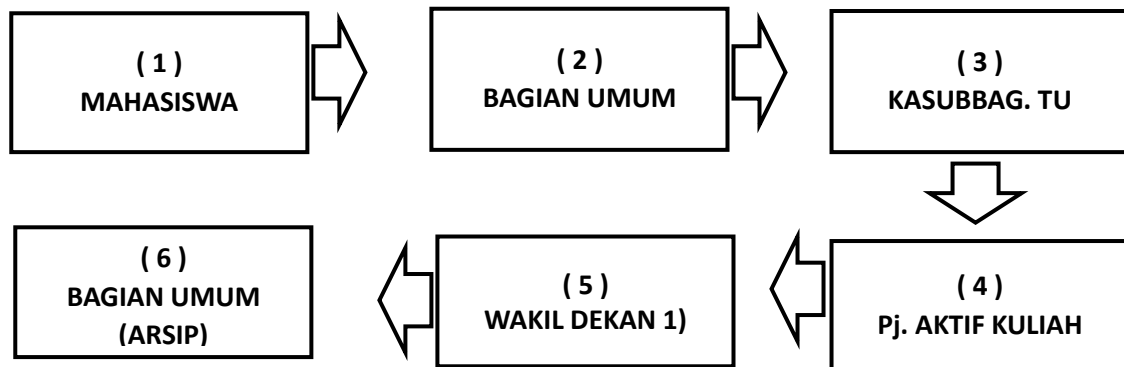 ( 1 )
MAHASISWA
( 2 )
BAGIAN UMUM
( 3 )
KASUBBAG. TU
( 4 )
Pj. AKTIF KULIAH
( 5 )
WAKIL DEKAN 1)
( 6 )
BAGIAN UMUM
(ARSIP)